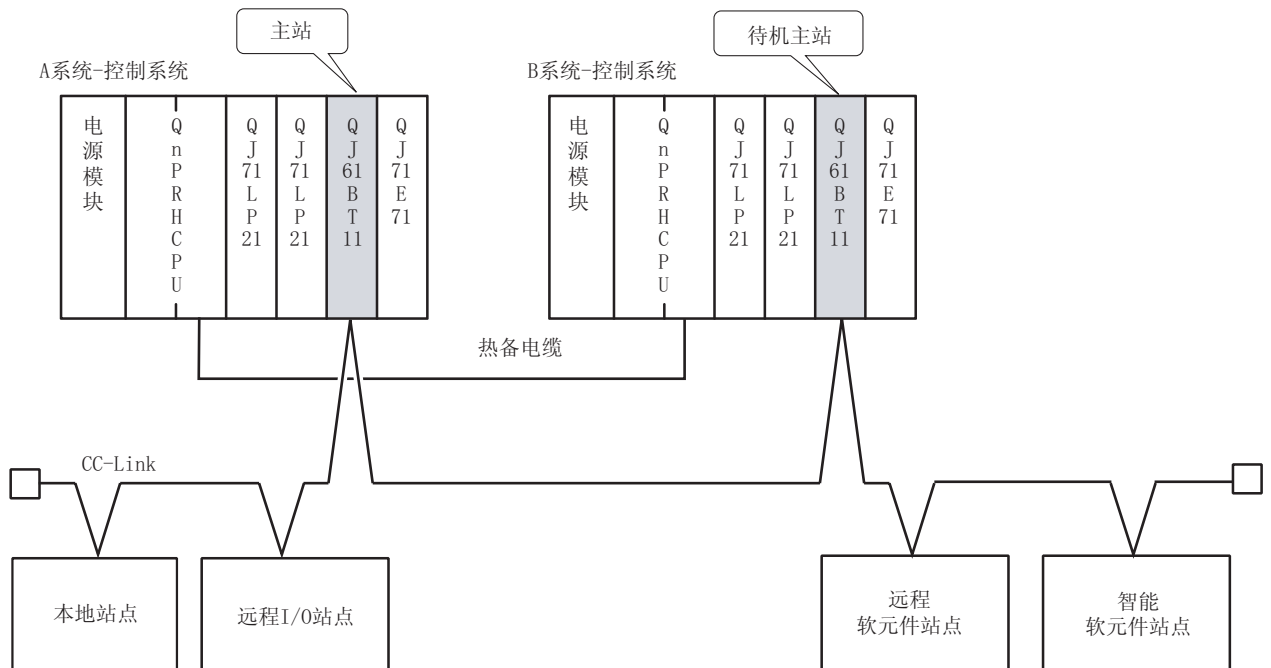 主站
待机主站
A系统-控制系统
B系统-控制系统
电源模块
QnPRHCPU
QJ71LP21
QJ71LP21
QJ61BT11
QJ71E71
电源模块
QnPRHCPU
QJ71LP21
QJ71LP21
QJ61BT11
QJ71E71
热备电缆
CC-Link
本地站点
远程I/O站点
远程
软元件站点
智能
软元件站点